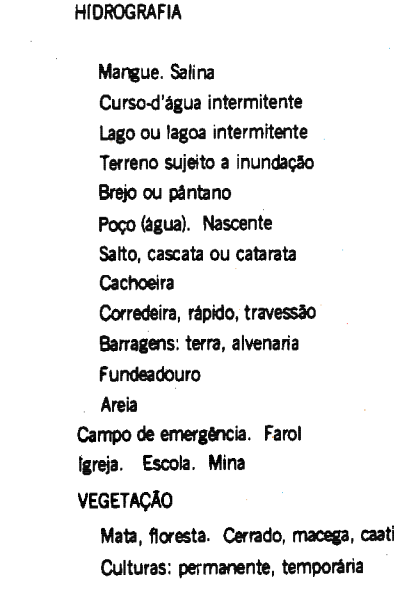 HIDROGRAFIA
Mangue. Salina
Curso-d'água intermitente
Lago ou lagoa intermitente
Terreno sujeito a inundação
Brejo ou pântano
Poço (água). Nascente
Salto, cascata ou catarata
Cachoeira
Corredeira, rápido, travessão
Barragens: terra, alvenaria
Fundeadouro
Areia
Campo de emergência. Farol
Igreja. Escola. Mina
VEGETAÇÃO
Mata, floresta. Cerrado, macega, caati
Culturas: permanente, temporária